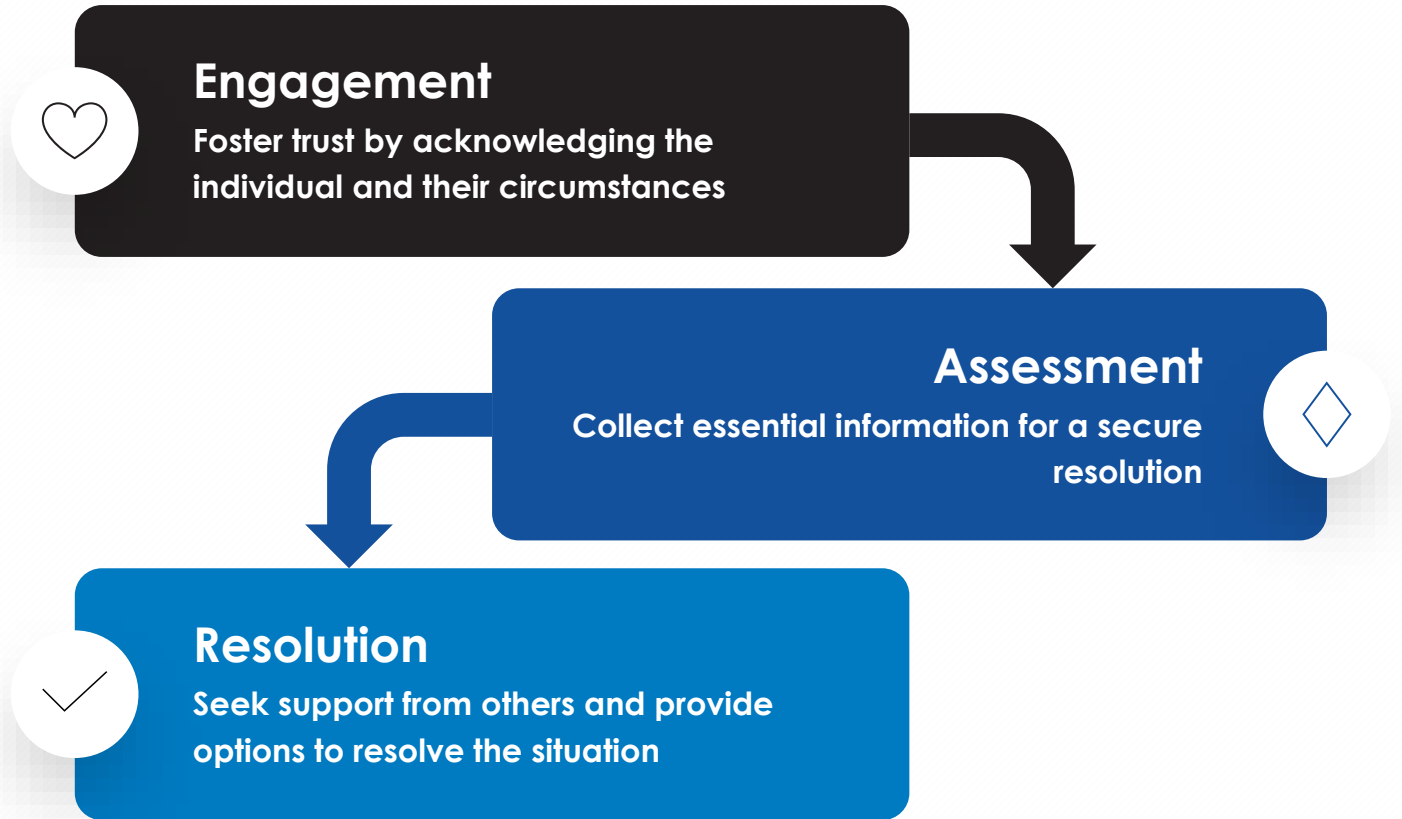 Engagement
Foster trust by acknowledging the
individual and their circumstances
Assessment
Collect essential information for a secure
resolution
Resolution
Seek support from others and provide
options to resolve the situation